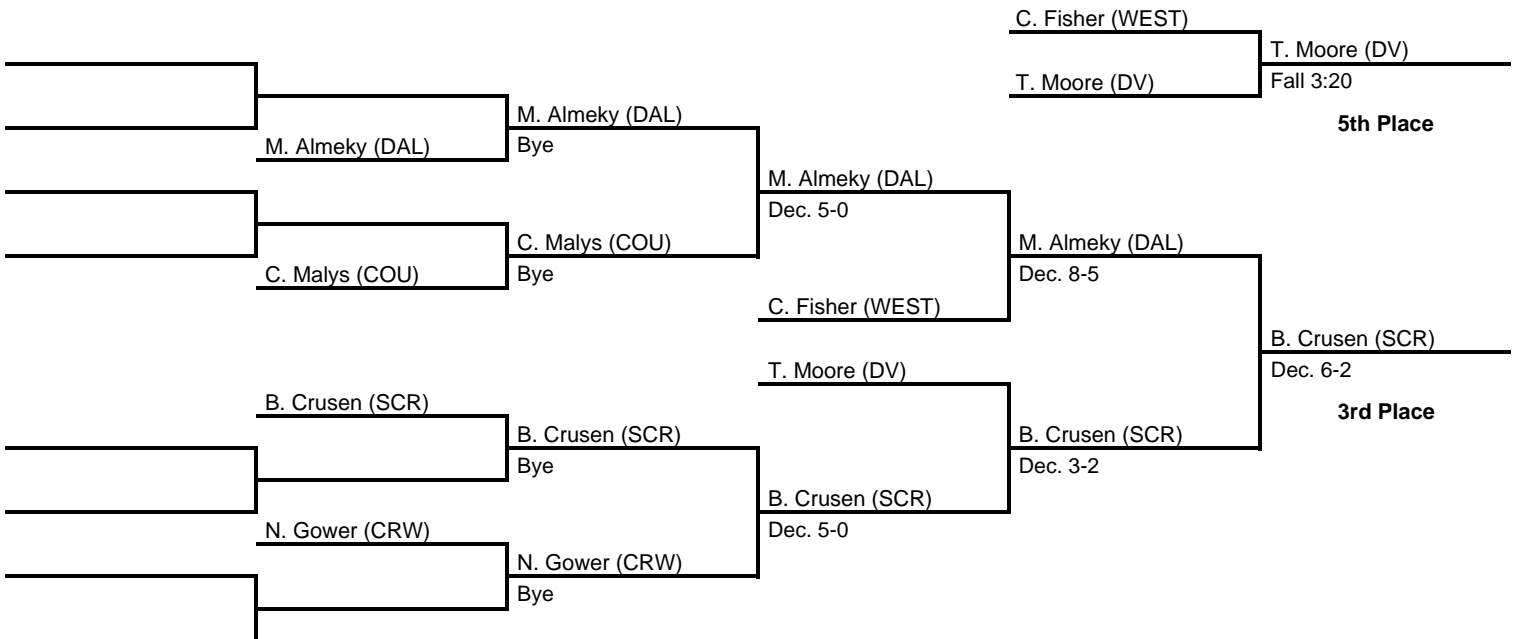 C. Fisher (WEST)
T. Moore (DV)
T. Moore (DV)
Fall 3:20
5th Place
M. Almeky (DAL)
M. Almeky (DAL)
Bye
M. Almeky (DAL)
Dec. 5-0
C. Malys (COU)
C. Malys (COU)
Bye
M. Almeky (DAL)
Dec. 8-5
C. Fisher (WEST)
B. Crusen (SCR)
Dec. 6-2
3rd Place
T. Moore (DV)
B. Crusen (SCR)
B. Crusen (SCR)
Bye
B. Crusen (SCR)
Dec. 3-2
B. Crusen (SCR)
Dec. 5-0
N. Gower (CRW)
N. Gower (CRW)
Bye